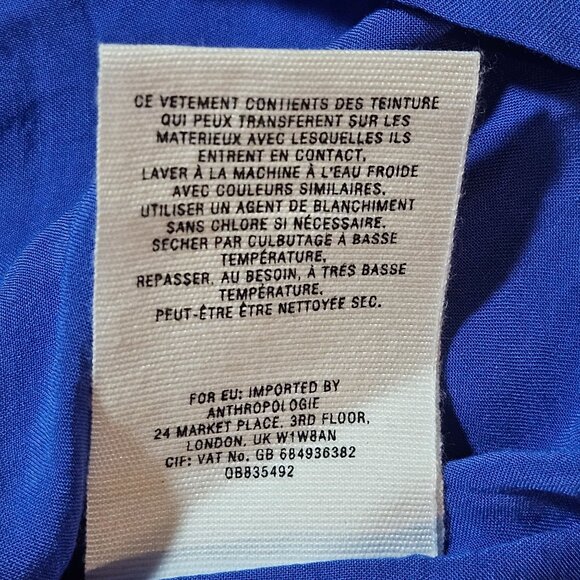 CE VETEMENT CONTIENTS DES TEINTURE
QUI PEUX TRANSFERENT SUR LES
MATERIEUX AVEC LESQUELLES ILS
ENTRENT EN CONTACT.
LAVER À LA MACHINE À L'EAU FROIDE
AVEC COULEURS SIMILAIRES.
UTILISER UN AGENT DE BLANCHIMENT
SANS CHLORE SI NÉCESSAIRE.
SECHER PAR CULBUTAGE À BASSE
TEMPÉRATURE.
REPASSER, AU BESOIN, À TRÉS BASSE
TEMPÉRATURE.
PEUT-ÊTRE ÊTRE NETTOYÉE SEC.
FOR EU: IMPORTED BY
ANTHROPOLOGIE
24 MARKET PLACE, 3RD FLOOR,
LONDON. UK W1W8AN
CIF: VAT No. GB 684936382
OB835492